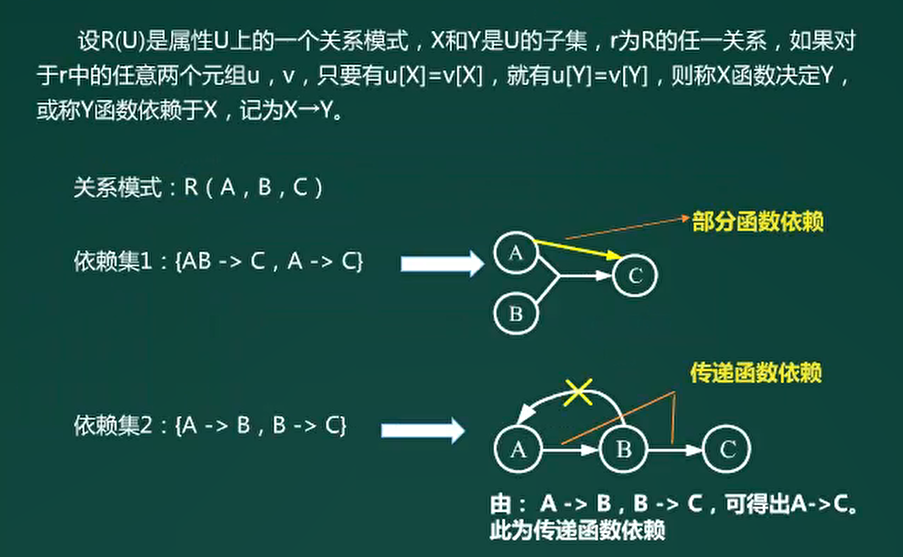 设R(U)是属性U上的一个关系模式，X和Y是U的子集，r为R的任一关系，如果对
于r中的任意两个元组u，v，只要有u[X]=v[X]，就有u[Y]=v[Y]，则称X函数决定Y，
或称Y函数依赖于X，记为X→Y。
关系模式：R（A，B，C）
依赖集1：{AB -> C，A -> C}
A
B
C
部分函数依赖
依赖集2：{A -> B，B -> C}
传递函数依赖
A
B
C
由： A -> B，B -> C，可得出A->C。
此为传递函数依赖